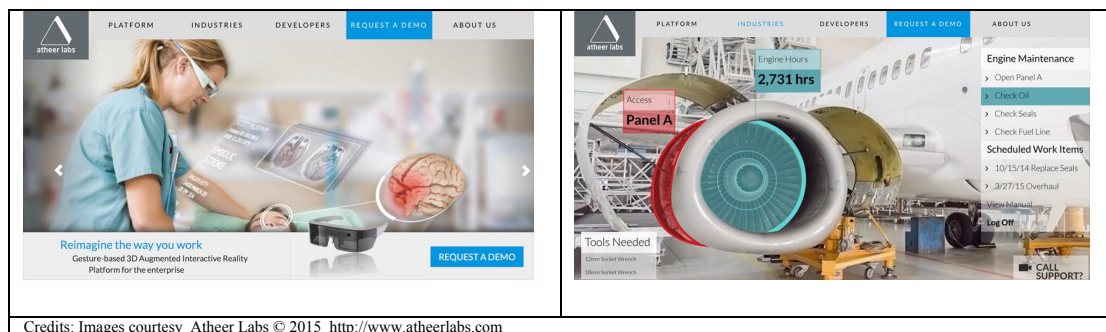 atheer labs
PLATFORM
INDUSTRIES
DEVELOPERS
REQUEST A DEMO
ABOUT US
ISCHEMIC
STROKE
Reimagine the way you work
Gesture-based 3D Augmented Interactive Reality
Platform for the enterprise
REQUEST A DEMO
atheer labs
PLATFORM
INDUSTRIES
DEVELOPERS
REQUEST A DEMO
ABOUT US
Engine Hours
2,731 hrs
Access
Panel A
Engine Maintenance
> Open Panel A
> Check Oil
> Check Seals
> Check Fuel Line
Scheduled Work Items
> 10/15/14 Replace Seals
> 3/27/15 Overhaul
View Manual
Log Off
Tools Needed
12mm Socket Wrench
18mm Socket Wrench
CALL
SUPPORT?
Credits: Images courtesy Atheer Labs © 2015 http://www.atheerlabs.com